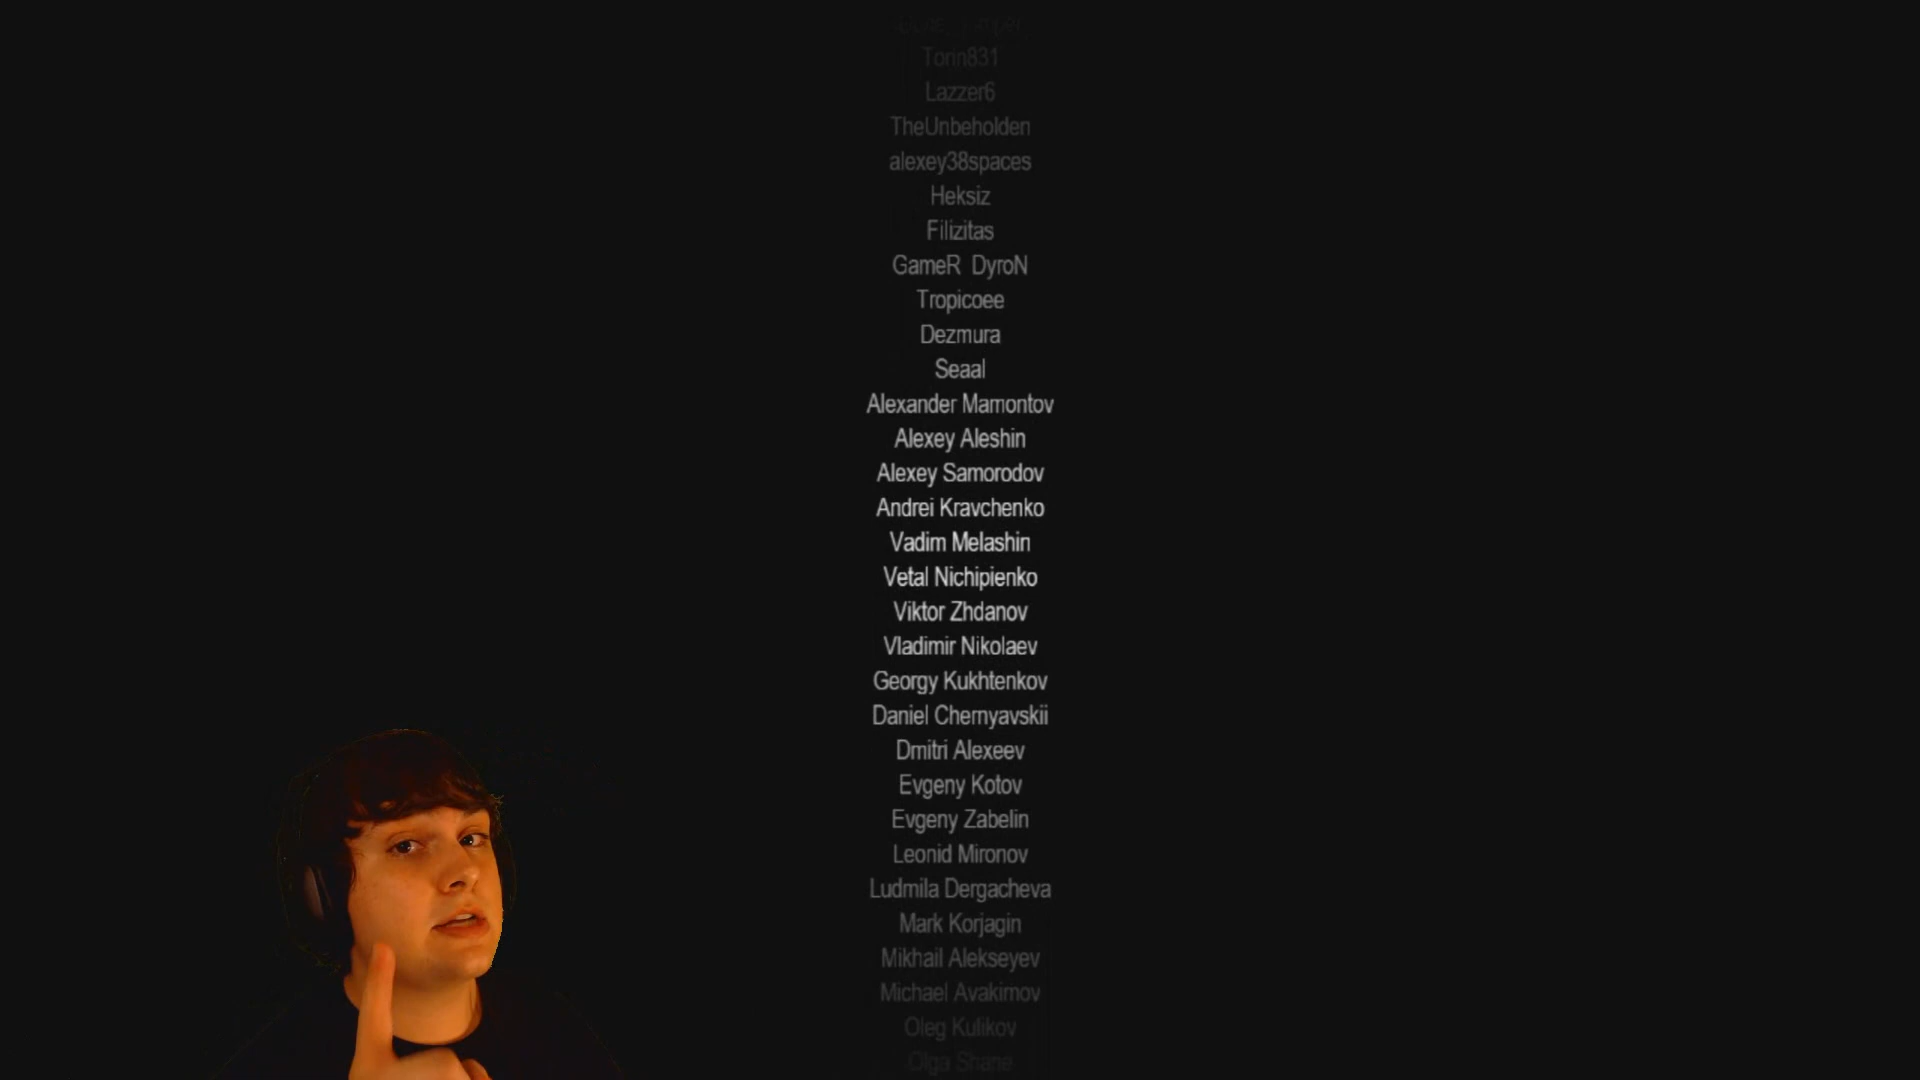 Torin831
Lazzer6
TheUnbeholden
alexey38spaces
Heksiz
Filizitas
GameR DyroN
Tropicoee
Dezmura
Seaal
Alexander Mamontov
Alexey Aleshin
Alexey Samorodov
Andrei Kravchenko
Vadim Melashin
Vetal Nichipienko
Viktor Zhdanov
Vladimir Nikolaev
Georgy Kukhtenkov
Daniel Chernyavskii
Dmitri Alexeev
Evgeny Kotov
Evgeny Zabelin
Leonid Mironov
Ludmila Dergacheva
Mark Korjagin
Mikhail Alekseyev
Michael Avakimov
Oleg Kulikov
Olga Shane